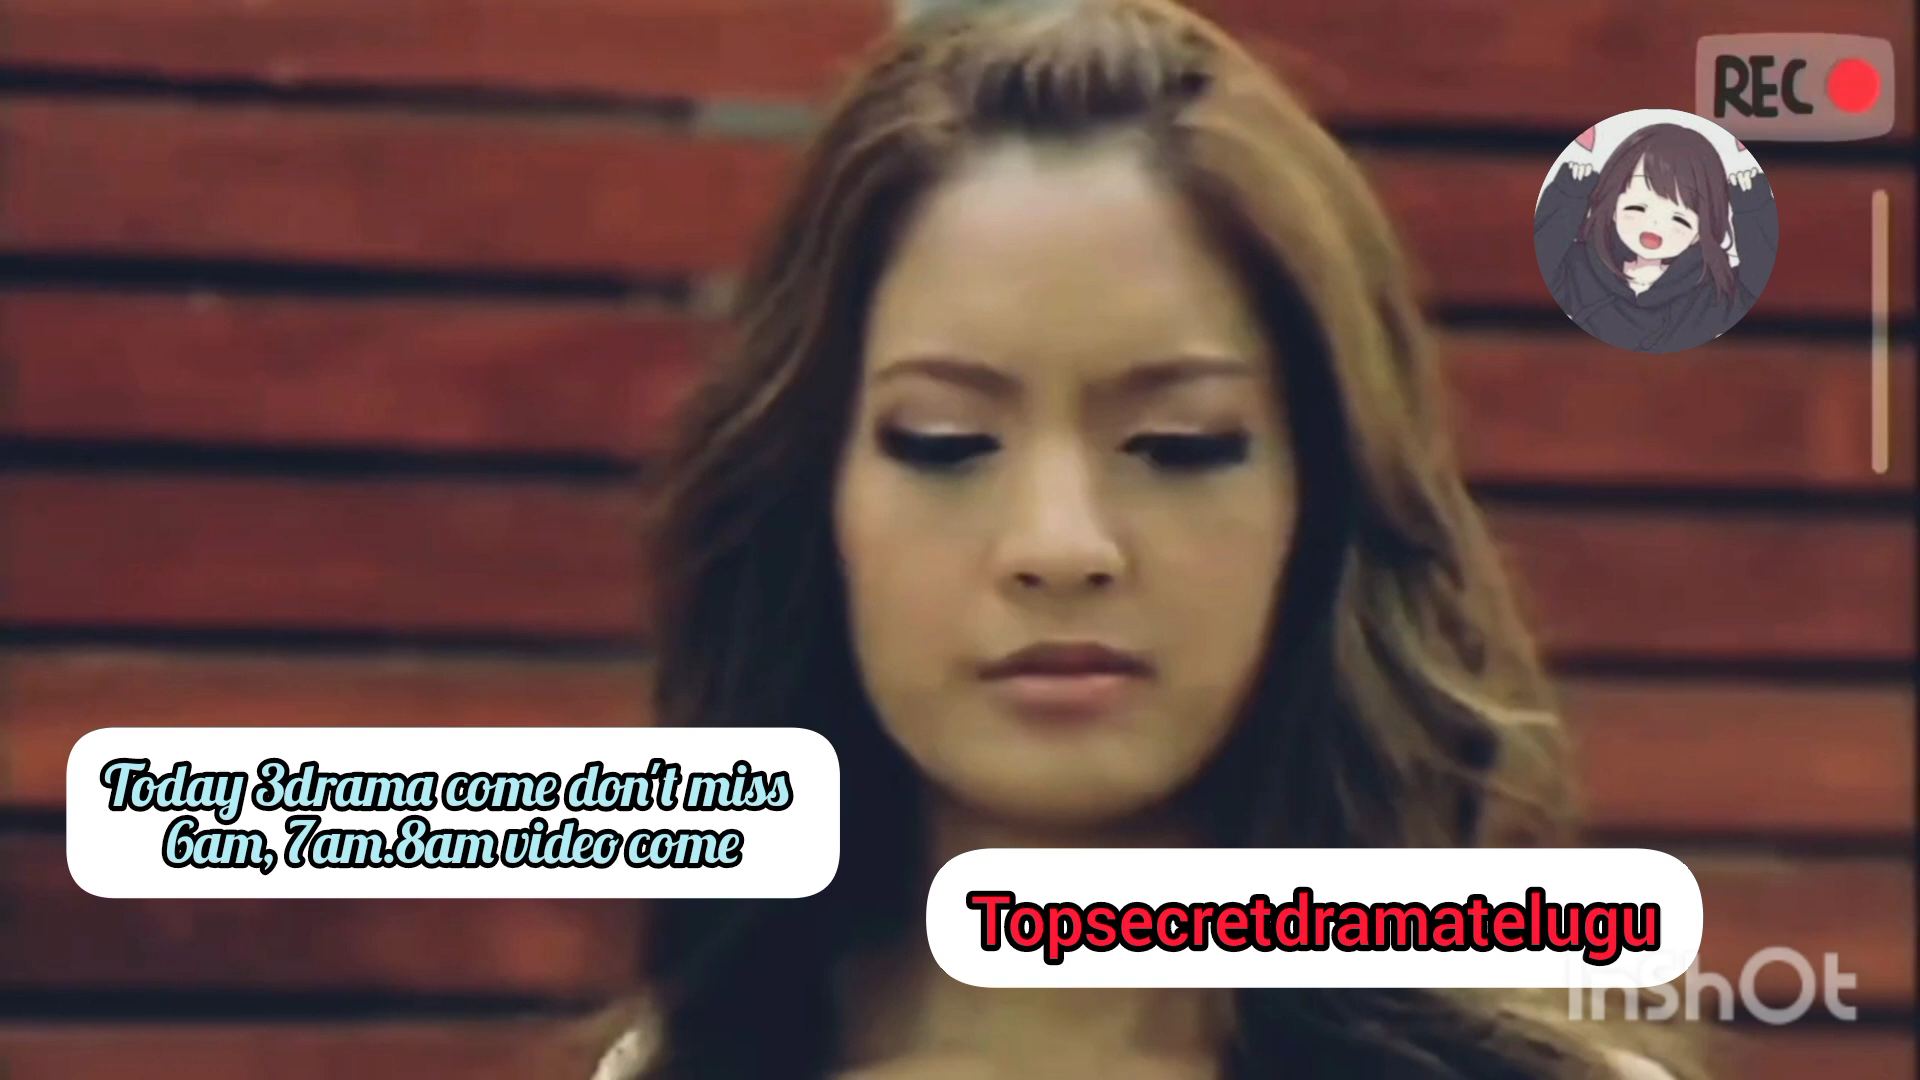 REC
Today 3drama come don't miss
6am, 7am.8am video come
Topsecretdramatelugu
InShOt